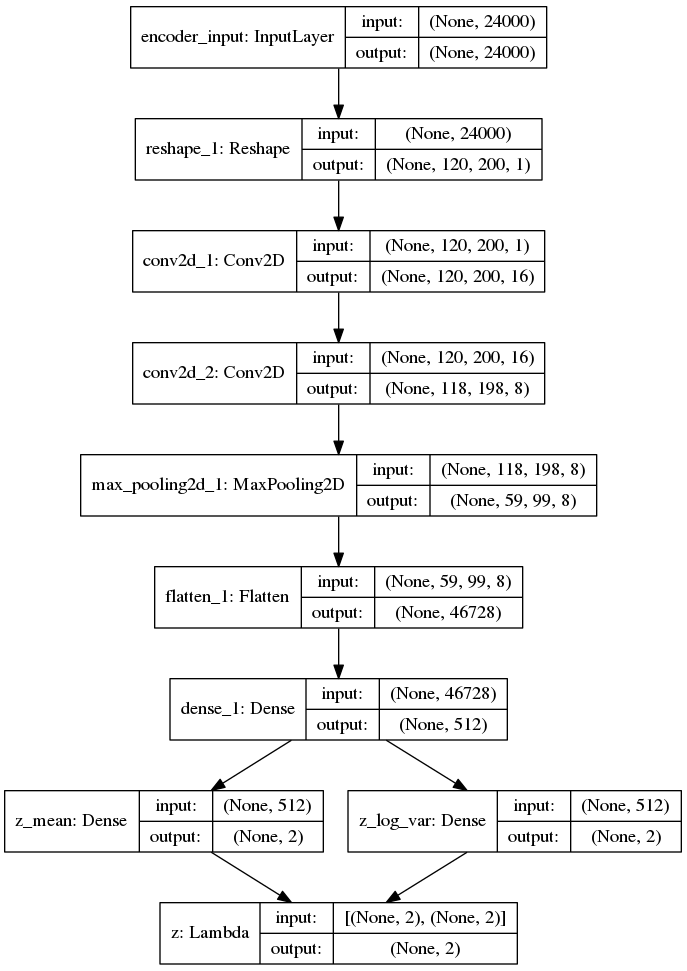 encoder_input: InputLayer
input:
(None, 24000)
output:
(None, 24000)
reshape_1: Reshape
input:
(None, 24000)
output:
(None, 120, 200, 1)
conv2d_1: Conv2D
input:
(None, 120, 200, 1)
output:
(None, 120, 200, 16)
conv2d_2: Conv2D
input:
(None, 120, 200, 16)
output:
(None, 118, 198, 8)
max_pooling2d_1: MaxPooling2D
input:
(None, 118, 198, 8)
output:
(None, 59, 99, 8)
flatten_1: Flatten
input:
(None, 59, 99, 8)
output:
(None, 46728)
dense_1: Dense
input:
(None, 46728)
output:
(None, 512)
z_mean: Dense
input:
(None, 512)
output:
(None, 2)
z_log_var: Dense
input:
(None, 512)
output:
(None, 2)
z: Lambda
input:
[(None, 2), (None, 2)]
output:
(None, 2)